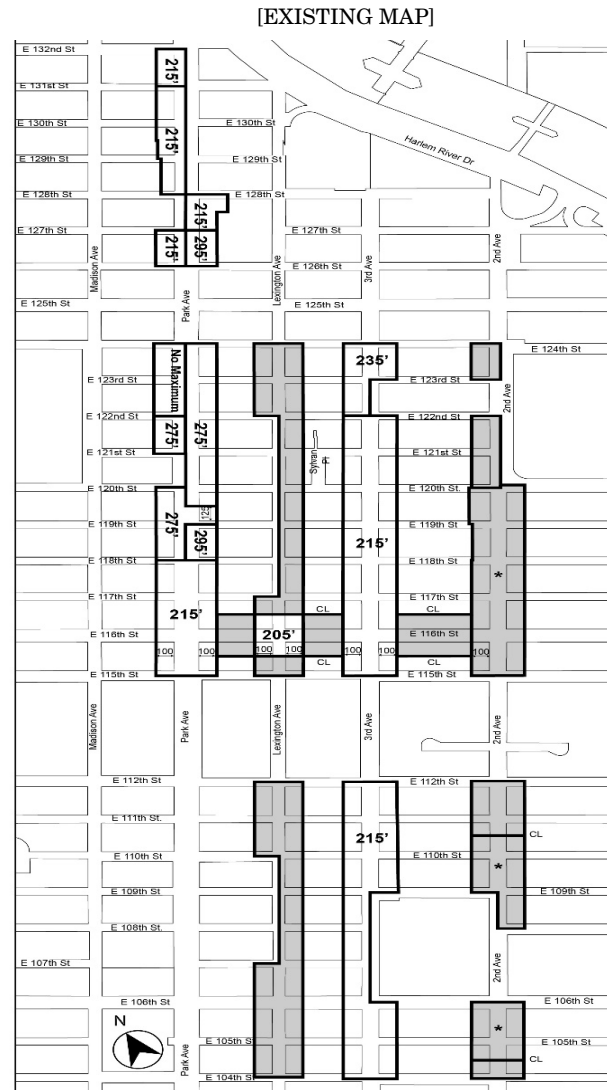 [EXISTING MAP]
E 132nd St
215'
E 131st St
E 130th St
215'
E 130th St
Harlem River Dr
E 129th St
E 129th St
E 128th St
E 128th St
215'
E 127th St
E 127th St
215'
295'
Madison Ave
Park Ave
Lexington Ave
3rd Ave
2nd Ave
E 126th St
E 125th St
E 125th St
E 124th St
235'
No Maximum
E 123rd St
E 123rd St
2nd Ave
E 122nd St
E 122nd St
275'
275'
E 121st St
Sylvan Pl
E 121st St
E 120th St
E 120th St.
125
E 119th St
275'
E 119th St
295'
215'
E 118th St
E 118th St
*
E 117th St
E 117th St
215'
CL
CL
E 116th St
205'
E 116th St
100
100
100
100
100
100
100
CL
CL
E 115th St
E 115th St
Madison Ave
Park Ave
Lexington Ave
3rd Ave
2nd Ave
E 112th St
E 112th St
E 111th St.
215'
CL
E 110th St
E 110th St
*
E 109th St
E 109th St
E 108th St.
E 107th St
2nd Ave
E 106th St
E 106th St
N
*
E 105th St
E 105th St
Park Ave
CL
E 104th St